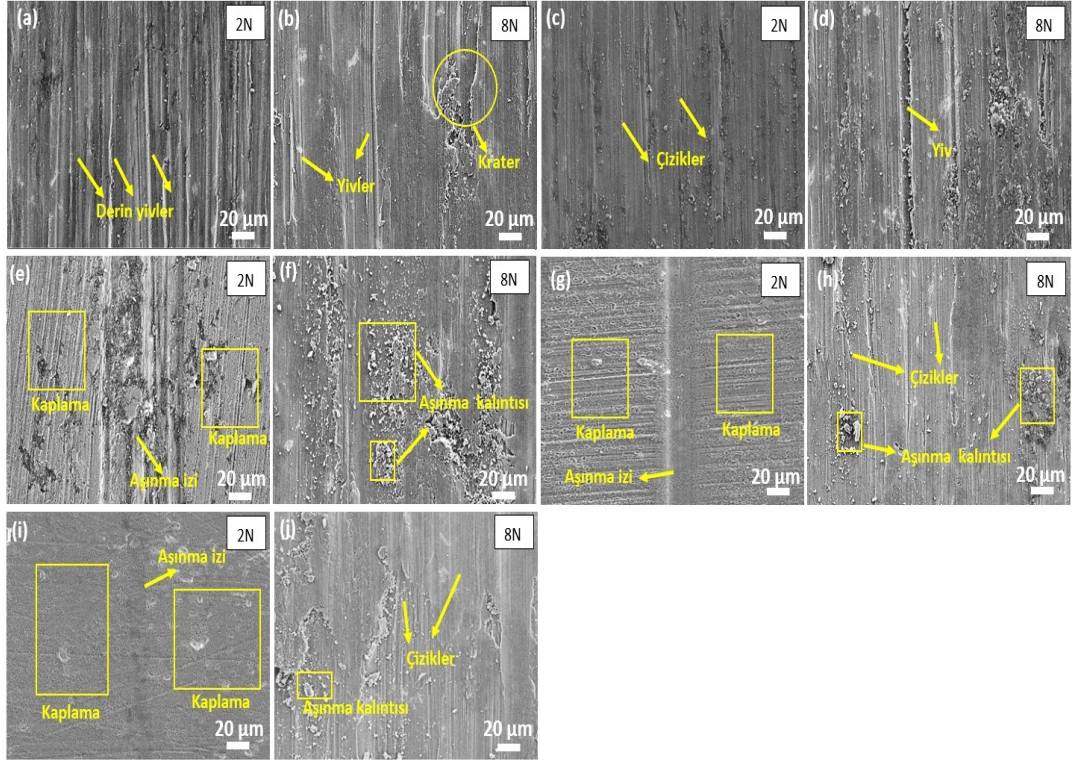 (a)
2N
Derin yivler
20 µm
(b)
8N
Krater
Yivler
20 µm
(c)
2N
Çizikler
20 µm
(d)
8N
Yiv
20 µm
(e)
2N
Kaplama
Kaplama
Aşınma izi
20 µm
(f)
8N
Aşınma kalıntısı
20 µm
(g)
2N
Kaplama
Kaplama
Aşınma izi
20 µm
(h)
8N
Çizikler
Aşınma kalıntısı
20 µm
(i)
2N
Aşınma izi
Kaplama
Kaplama
20 µm
(j)
8N
Çizikler
Aşınma kalıntısı
20 µm